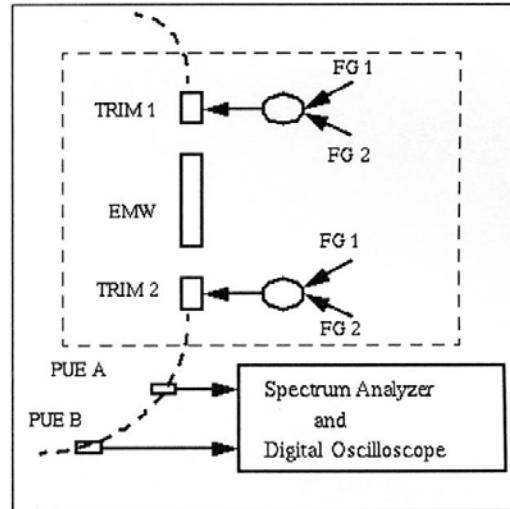 FG 1
TRIM 1
FG 2
EMW
FG 1
TRIM 2
FG 2
PUE A
Spectrum Analyzer
and
PUE B
Digital Oscilloscope